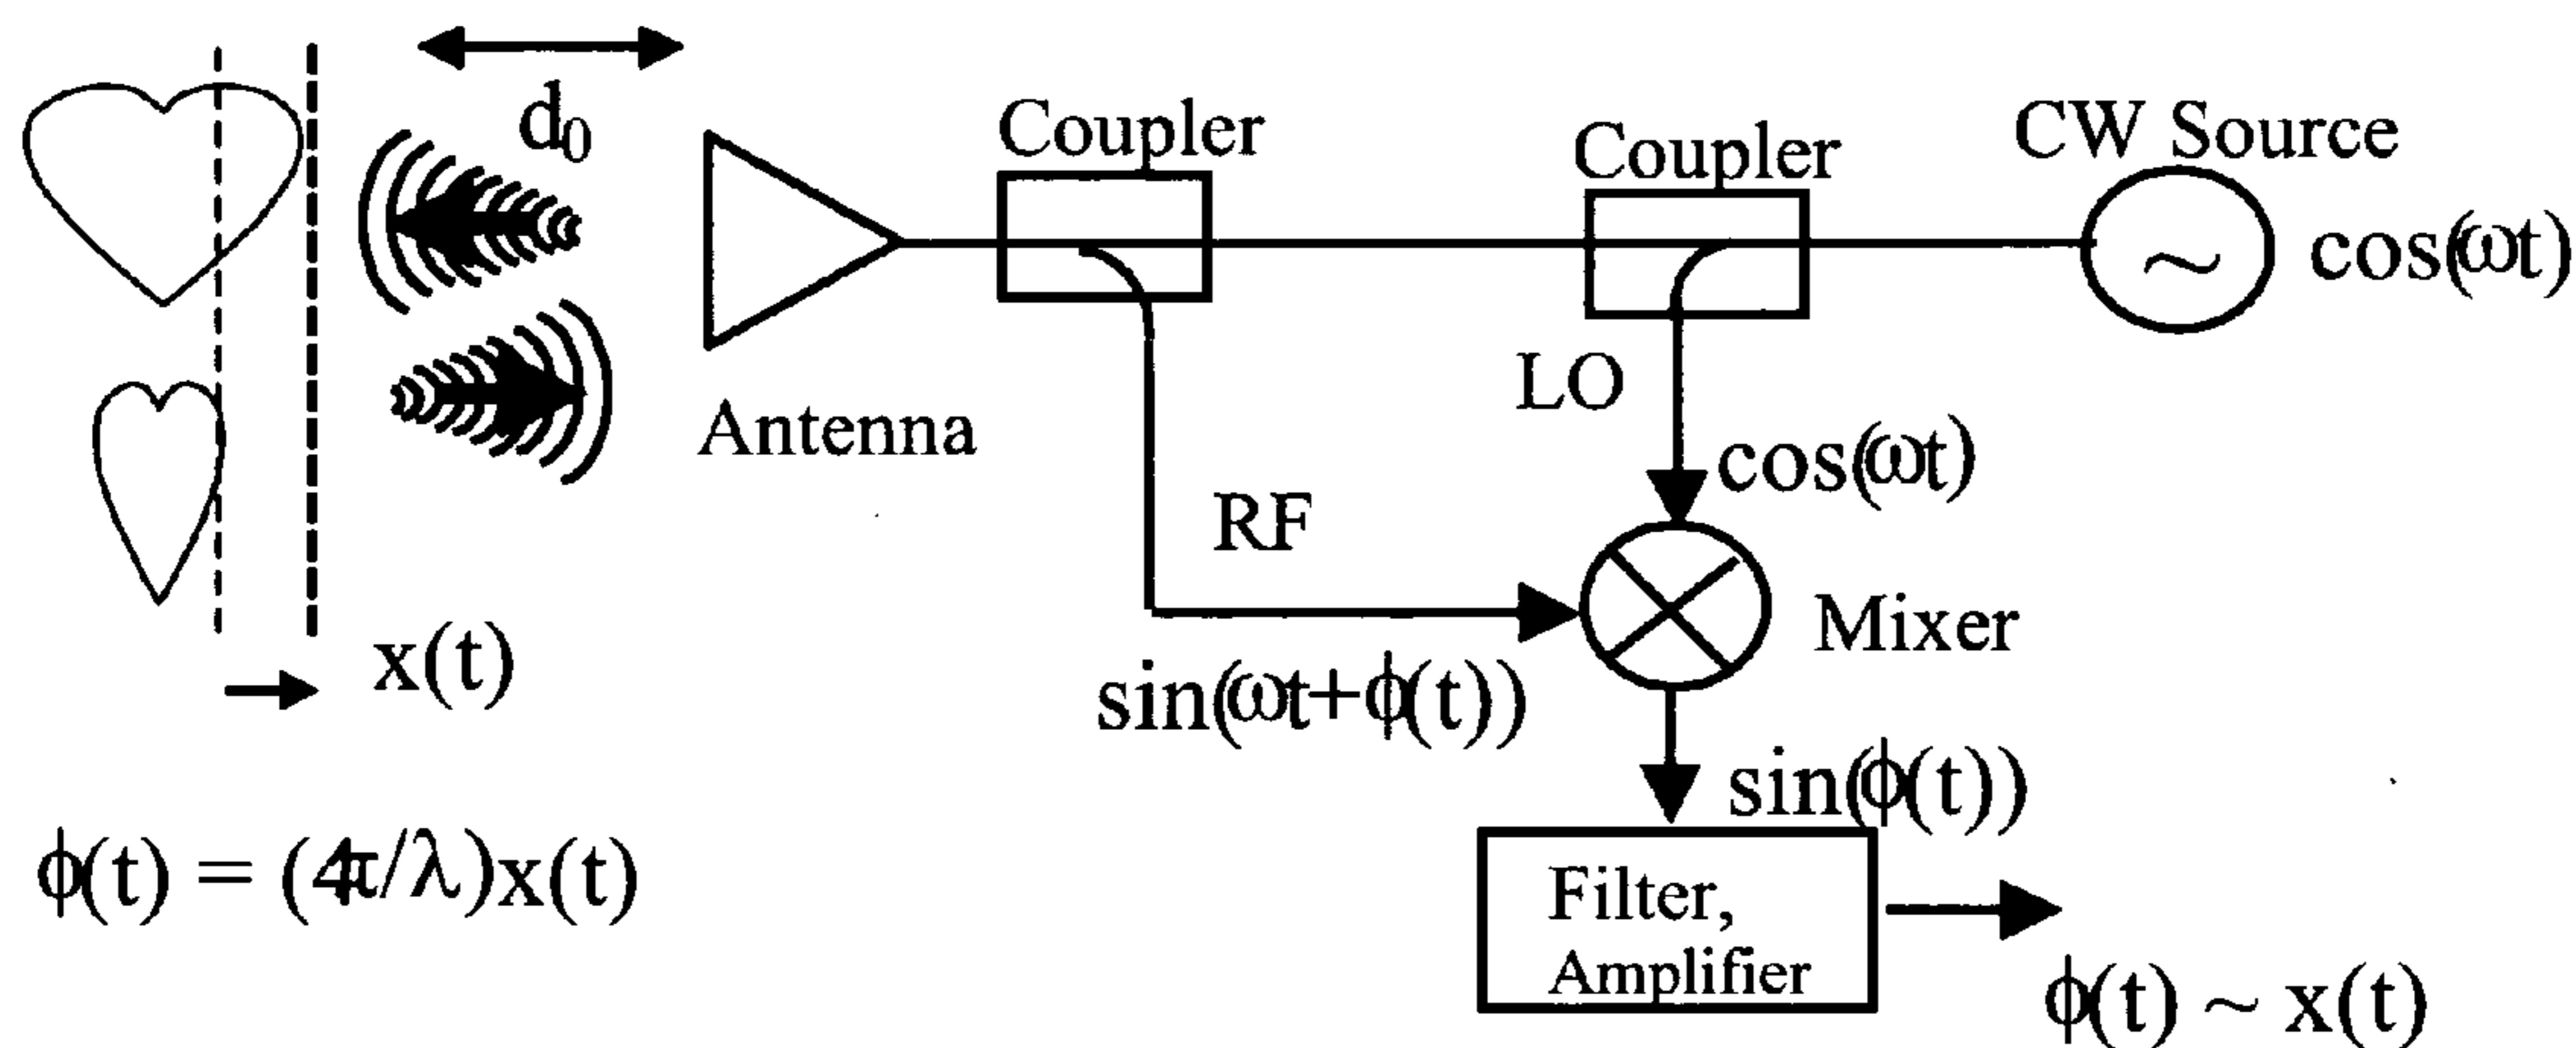 d₀
Coupler
Coupler
CW Source
~
cos(ωt)
Antenna
LO
cos(ωt)
RF
Mixer
sin(ωt+ϕ(t))
x(t)
sin(ϕ(t))
ϕ(t) = (4π/λ)x(t)
Filter,
Amplifier
ϕ(t) ~ x(t)